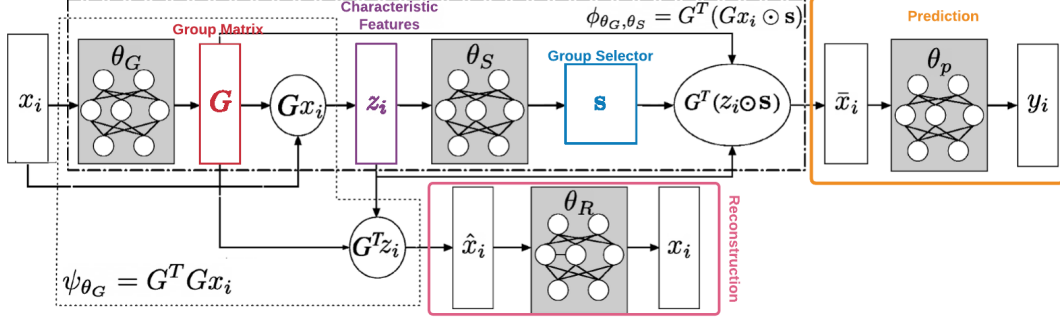 Characteristic
Features
Group Matrix
ϕ_{θ_G,θ_S} = G^T(Gx_i ⊙ s)
Prediction
x_i
θ_G
G
Gx_i
z_i
θ_S
Group Selector
s
G^T(z_i⊙s)
x̄_i
θ_p
y_i
G^Tz_i
x̂_i
θ_R
x_i
Reconstruction
ψ_{θ_G} = G^T Gx_i